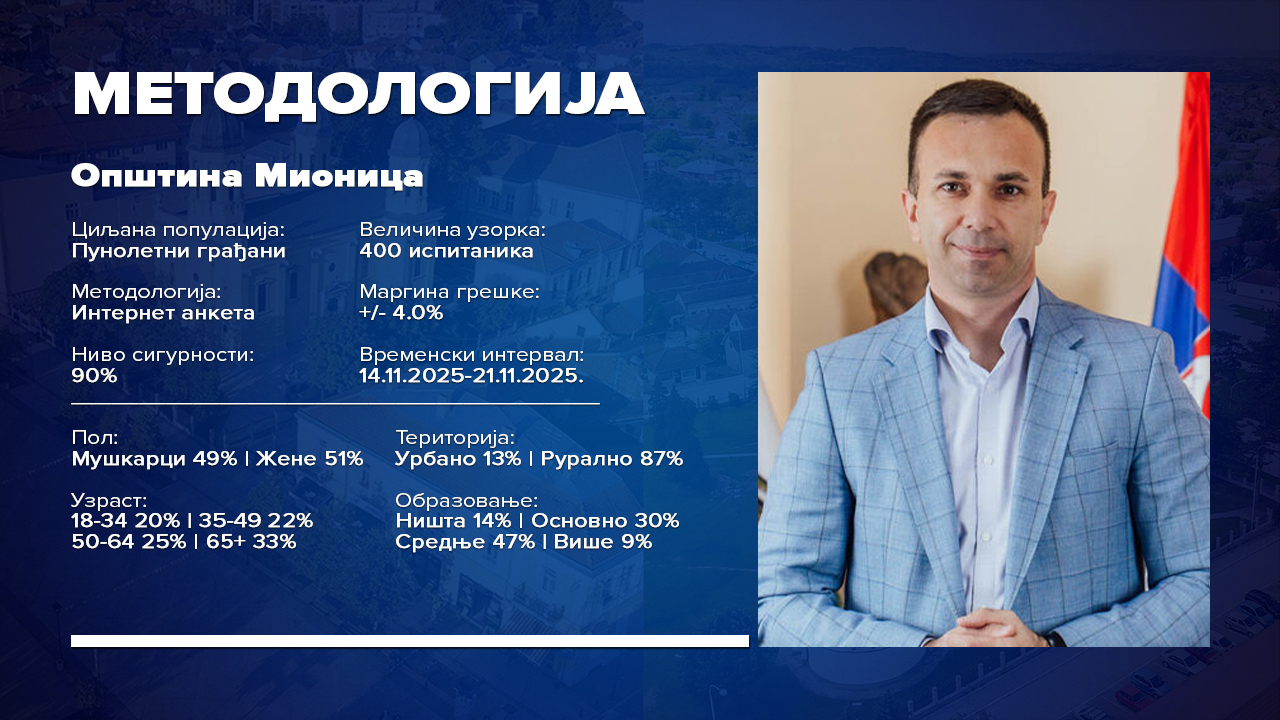 МЕТОДОЛОГИЈА
Општина Мионица
Циљана популација:
Пунолетни грађани
Величина узорка:
400 испитаника
Методологија:
Интернет анкета
Маргина грешке:
+/- 4.0%
Ниво сигурности:
90%
Временски интервал:
14.11.2025-21.11.2025.
Пол:
Мушкарци 49% | Жене 51%
Територија:
Урбано 13% | Рурално 87%
Узраст:
18-34 20% | 35-49 22%
50-64 25% | 65+ 33%
Образовање:
Ништа 14% | Основно 30%
Средње 47% | Више 9%